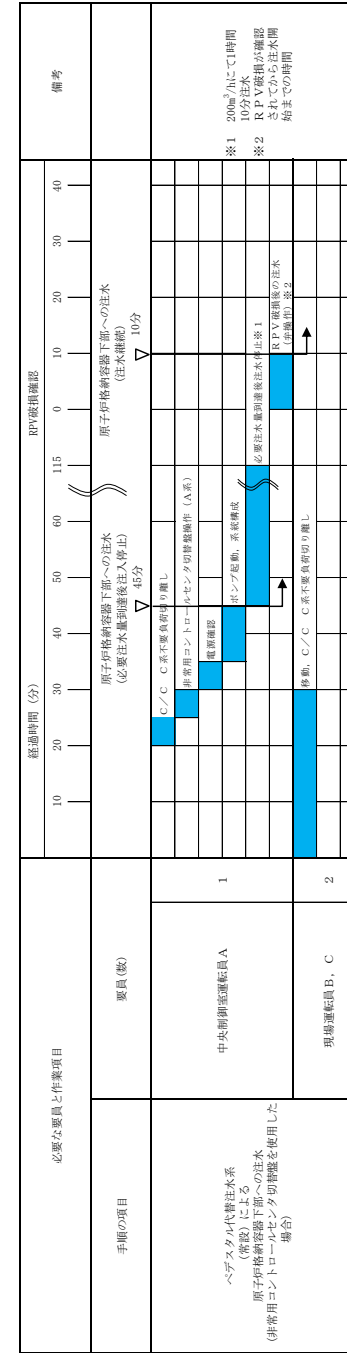 必要な要員と作業項目
経過時間（分）
RPV破損確認
備考
手順の項目
要員(数)
10
20
30
40
50
60
115
0
10
20
30
40
原子炉格納容器下部への注水
(必要注水量到達後注入停止)
45分
原子炉格納容器下部への注水
(注水継続)
10分
ペデスタル代替注水系
(常設)による
原子炉格納容器下部への注水
(非常用コントロールセンタ切替盤を使用した
場合)
中央制御室運転員A
1
C／C　C系不要負荷切り離し
非常用コントロールセンタ切替盤操作（A系）
電源確認
ポンプ起動，系統構成
必要注水量到達後注水停止※1
RPV破損後の注水
（弁操作）※2
現場運転員B，C
2
移動，C／C　C系不要負荷切り離し
※1　200m³/hにて1時間
10分注水
※2　RPV破損が確認
されてから注水開
始までの時間